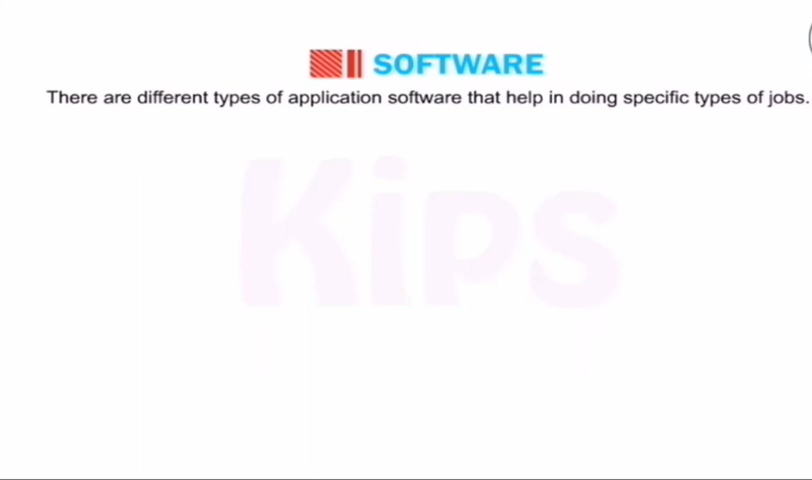 SOFTWARE
There are different types of application software that help in doing specific types of jobs.
Kips